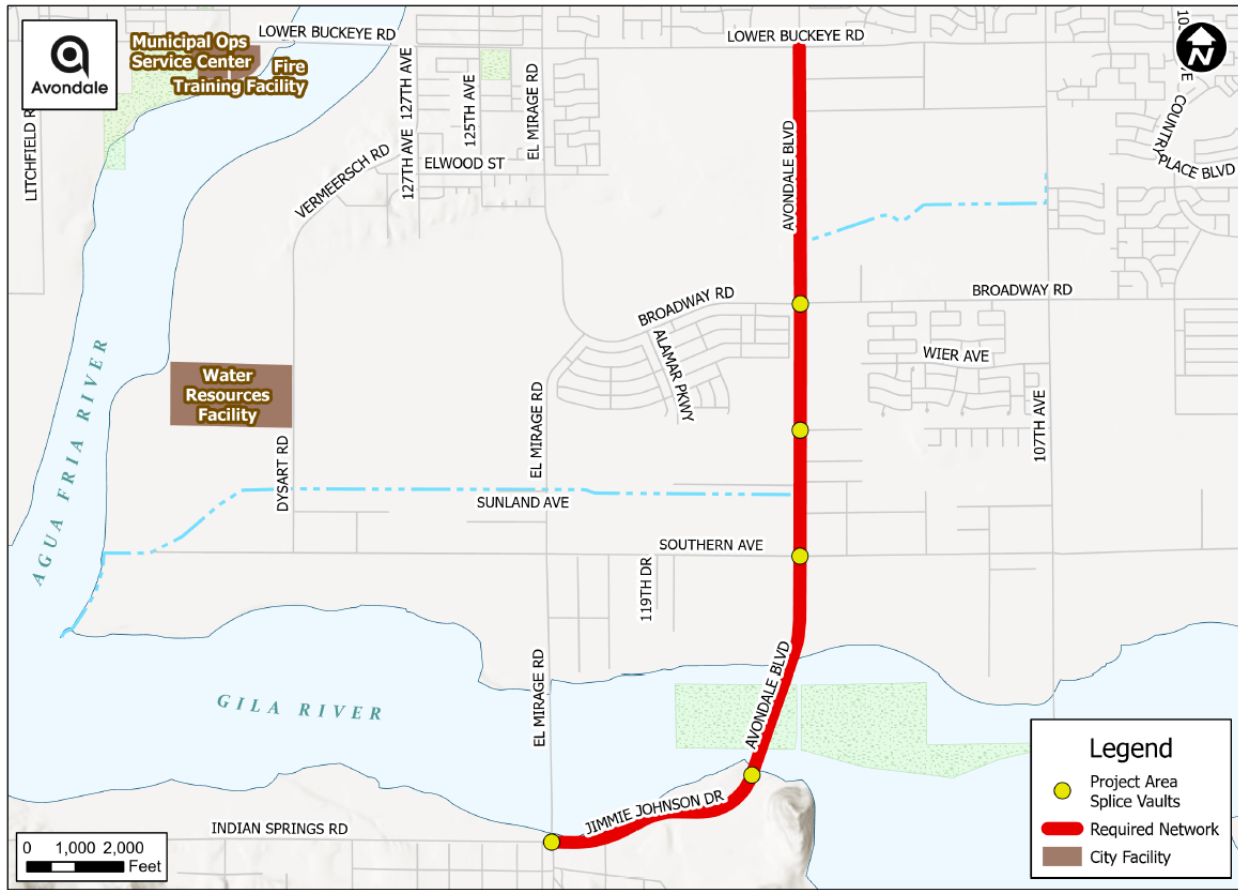 Avondale
LOWER BUCKEYE RD
LOWER BUCKEYE RD
N
Municipal Ops
Service Center
Fire
Training Facility
LITCHFIELD R
127TH AVE
127TH AVE
125TH AVE
EL MIRAGE RD
ELWOOD ST
VERMEERSCH RD
AVONDALE BLVD
COUNTRY
PLACE BLVD
BROADWAY RD
BROADWAY RD
ALAMAR PKWY
WIER AVE
107TH AVE
Water
Resources
Facility
AGUA FRIA RIVER
DYSART RD
EL MIRAGE RD
SUNLAND AVE
SOUTHERN AVE
119TH DR
EL MIRAGE RD
AVONDALE BLVD
GILA RIVER
JIMMIE JOHNSON DR
INDIAN SPRINGS RD
0 1,000 2,000
Feet
Legend
Project Area
Splice Vaults
Required Network
City Facility